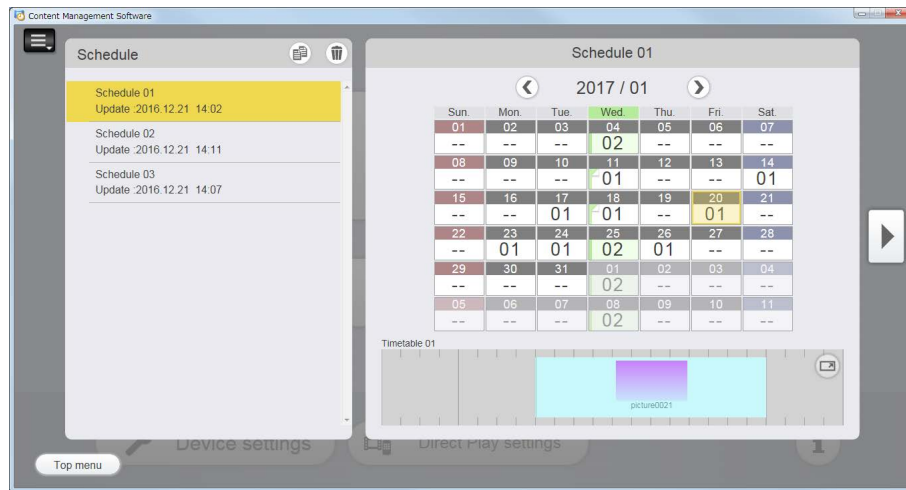 Content Management Software
Schedule
Schedule 01
Update :2016.12.21 14:02
Schedule 02
Update :2016.12.21 14:11
Schedule 03
Update :2016.12.21 14:07
Schedule 01
2017 / 01
Sun. Mon. Tue. Wed. Thu. Fri. Sat.
01 02 03 04 05 06 07
-- -- -- 02 -- -- --
08 09 10 11 12 13 14
-- -- -- 01 -- -- 01
15 16 17 18 19 20 21
-- -- 01 01 -- 01 --
22 23 24 25 26 27 28
-- 01 01 02 01 -- --
29 30 31 01 02 03 04
-- -- -- 02 -- -- --
05 06 07 08 09 10 11
-- -- -- 02 -- -- --
Timetable 01
picture0021
Device settings
Direct Play settings
Top menu